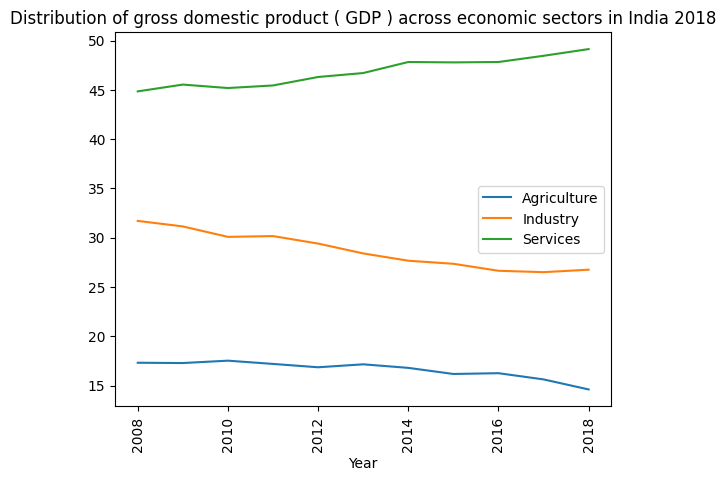 Distribution of gross domestic product ( GDP ) across economic sectors in India 2018
50
45
40
35
30
25
20
15
Agriculture
Industry
Services
2008
2010
2012
2014
2016
2018
Year